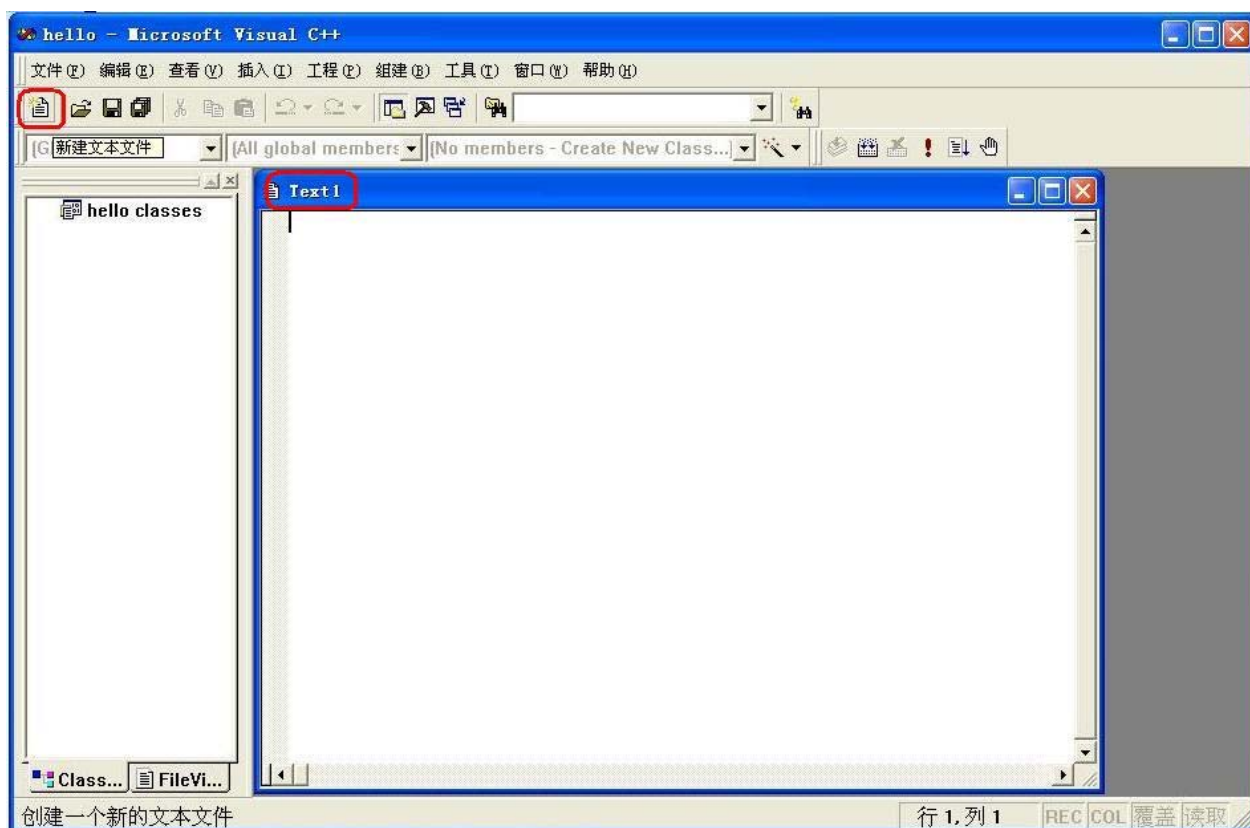 hello - Microsoft Visual C++
文件(F) 编辑(E) 查看(V) 插入(I) 工程(P) 组建(B) 工具(T) 窗口(W) 帮助(H)
(G 新建文本文件 (All global members (No members - Create New Class...)
Text1
hello classes
Class... FileVi...
创建一个新的文本文件 行 1,列 1 REC COL 覆盖 读取